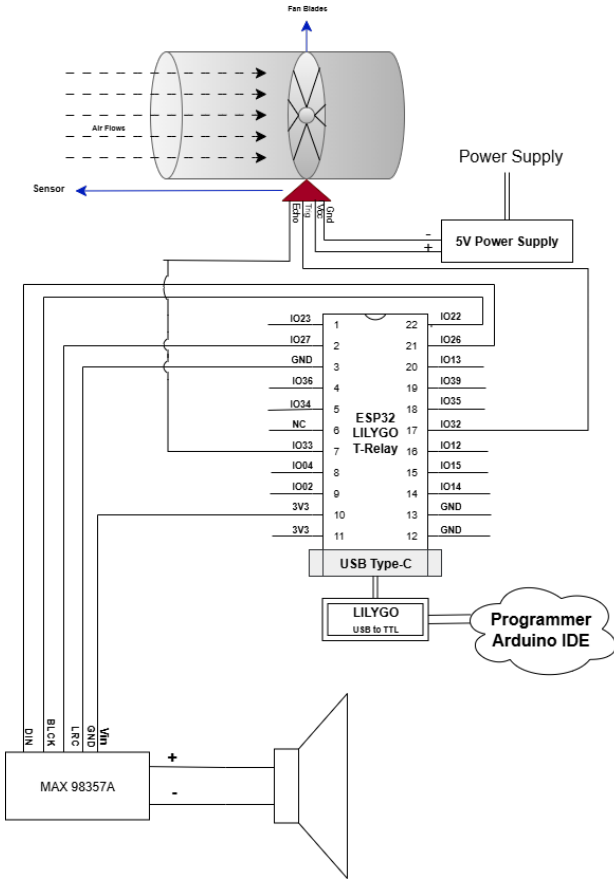 Fan Blades
Air Flows
Sensor
Echo
Trig
Vcc
Gnd
Power Supply
-
+
5V Power Supply
IO23 1 22 IO22
IO27 2 21 IO26
GND 3 20 IO13
IO36 4 19 IO39
IO34 5 18 IO35
NC 6 17 IO32
IO33 7 16 IO12
IO04 8 15 IO15
IO02 9 14 IO14
3V3 10 13 GND
3V3 11 12 GND
ESP32
LILYGO
T-Relay
USB Type-C
LILYGO
USB to TTL
Programmer
Arduino IDE
DIN
BLCK
LRC
GND
Vin
MAX 98357A
+
-